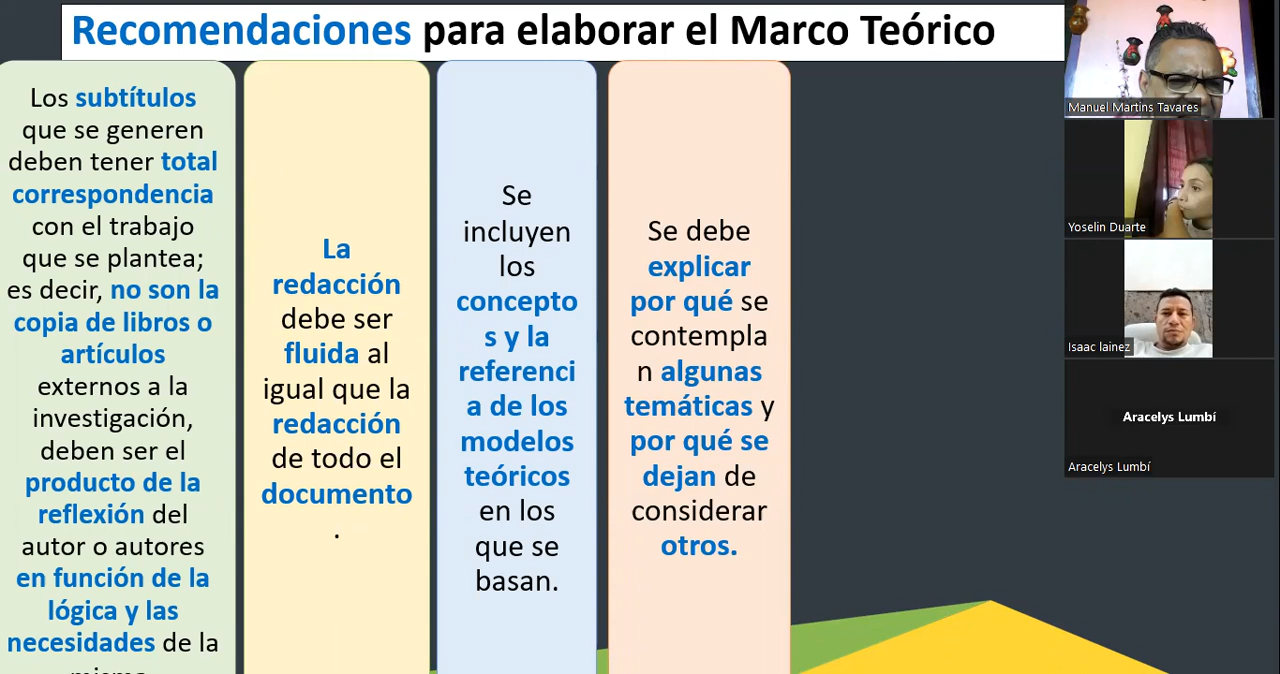 Recomendaciones para elaborar el Marco Teórico
Los subtítulos
que se generen
deben tener total
correspondencia
con el trabajo
que se plantea;
es decir, no son la
copia de libros o
artículos
externos a la
investigación,
deben ser el
producto de la
reflexión del
autor o autores
en función de la
lógica y las
necesidades de la
La
redacción
debe ser
fluida al
igual que la
redacción
de todo el
documento
.
Se
incluyen
los
concepto
s y la
referenci
a de los
modelos
teóricos
en los
que se
basan.
Se debe
explicar
por qué se
contempla
n algunas
temáticas y
por qué se
dejan de
considerar
otros.
Manuel Martins Tavares
Yoselin Duarte
Isaac lainez
Aracelys Lumbí
Aracelys Lumbí